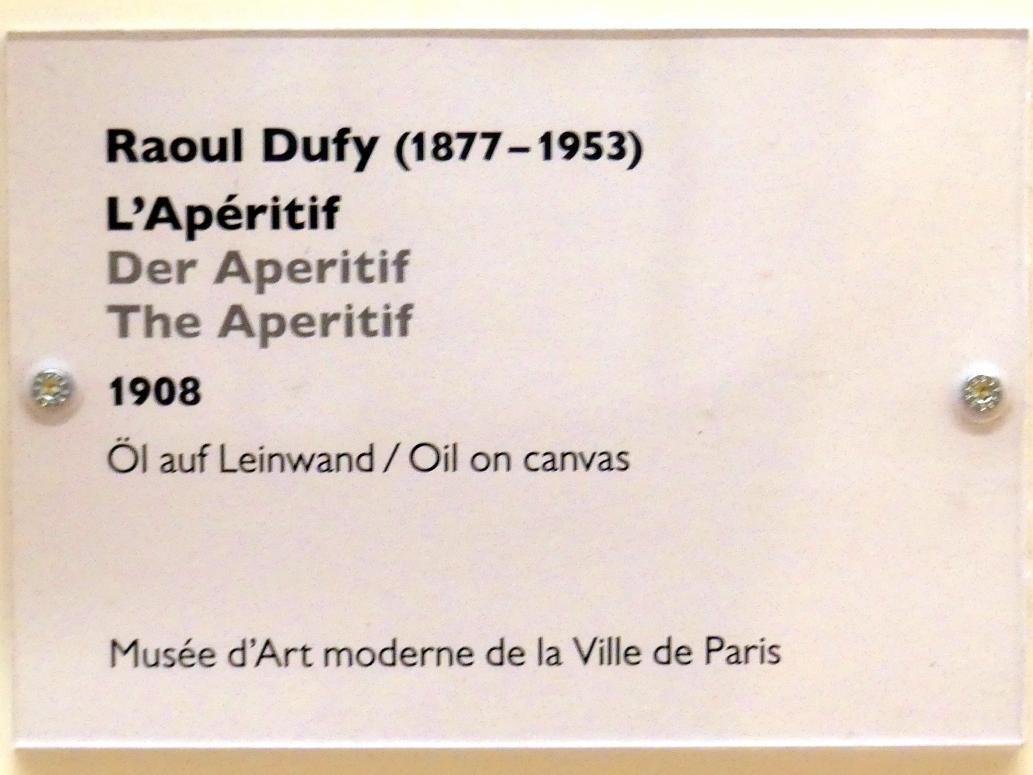 Raoul Dufy (1877–1953)
L’Apéritif
Der Aperitif
The Aperitif
1908
Öl auf Leinwand / Oil on canvas
Musée d’Art moderne de la Ville de Paris